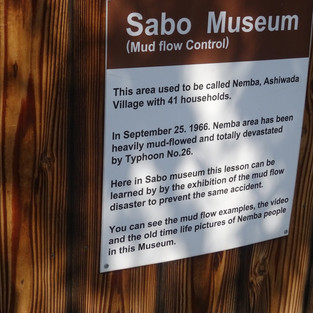 Sabo Museum
(Mud flow Control)
This area used to be called Nemba, Ashiwada
Village with 41 households.
In September 25. 1966. Nemba area has been
heavily mud-flowed and totally devastated
by Typhoon No.26.
Here in Sabo museum this lesson can be
learned by by the exhibition of the mud flow
disaster to prevent the same accident.
You can see the mud flow examples, the video
and the old time life pictures of Nemba people
in this Museum.